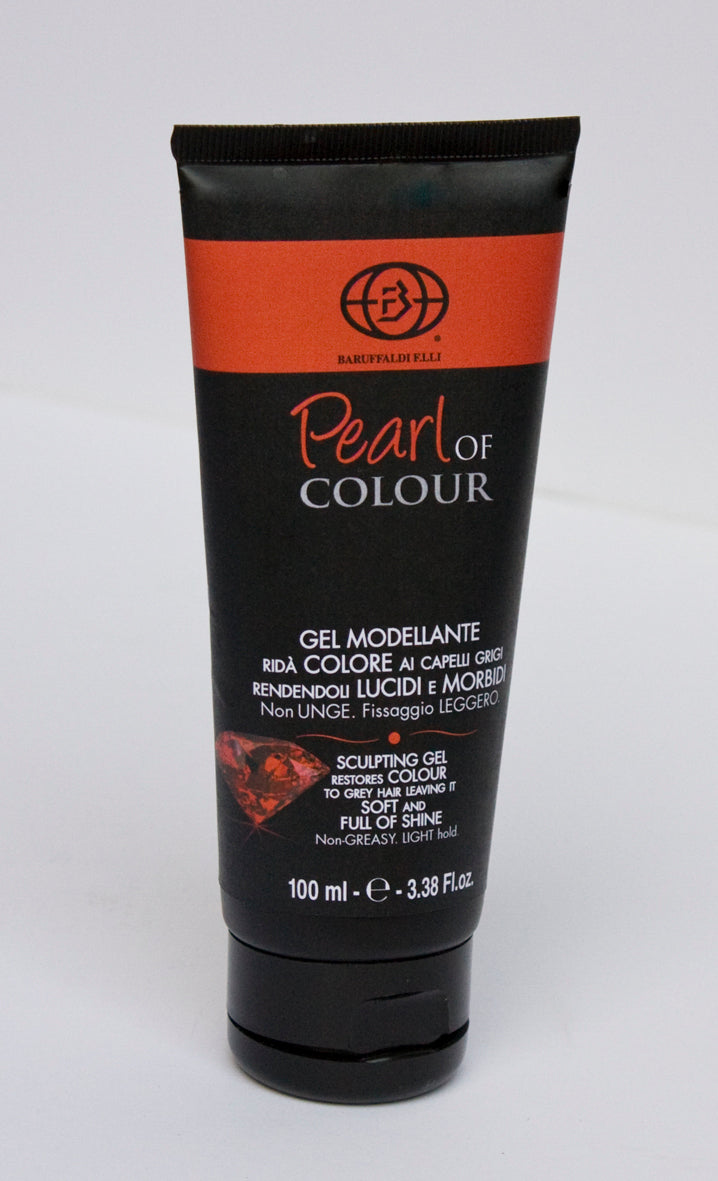 FB
BARUFFALDI F.LLI
Pearl OF
COLOUR
GEL MODELLANTE
RIDÀ COLORE AI CAPELLI GRIGI
RENDENDOLI LUCIDI E MORBIDI
Non UNGE. Fissaggio LEGGERO.
SCULPTING GEL
RESTORES COLOUR
TO GREY HAIR LEAVING IT
SOFT AND
FULL OF SHINE
Non-GREASY. LIGHT hold.
100 ml - ℮ - 3.38 Fl.oz.